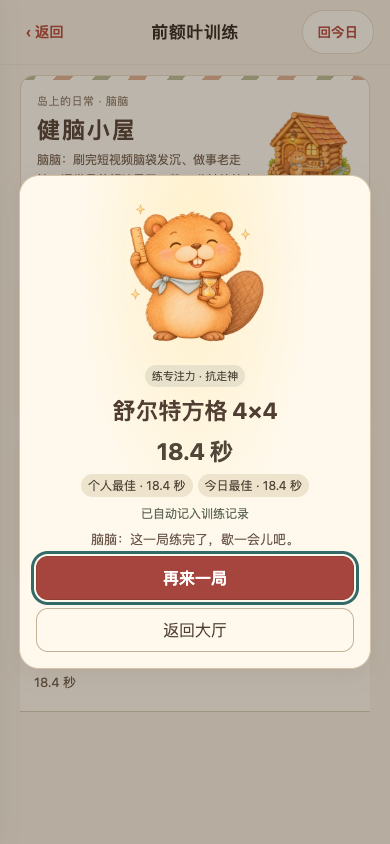 ‹ 返回
前额叶训练
回今日
岛上的日常 · 脑脑
健脑小屋
脑脑：刷完短视频脑袋发沉、做事老走
练专注力 · 抗走神
舒尔特方格 4×4
18.4 秒
个人最佳 · 18.4 秒
今日最佳 · 18.4 秒
已自动记入训练记录
脑脑：这一局练完了，歇一会儿吧。
再来一局
返回大厅
18.4 秒